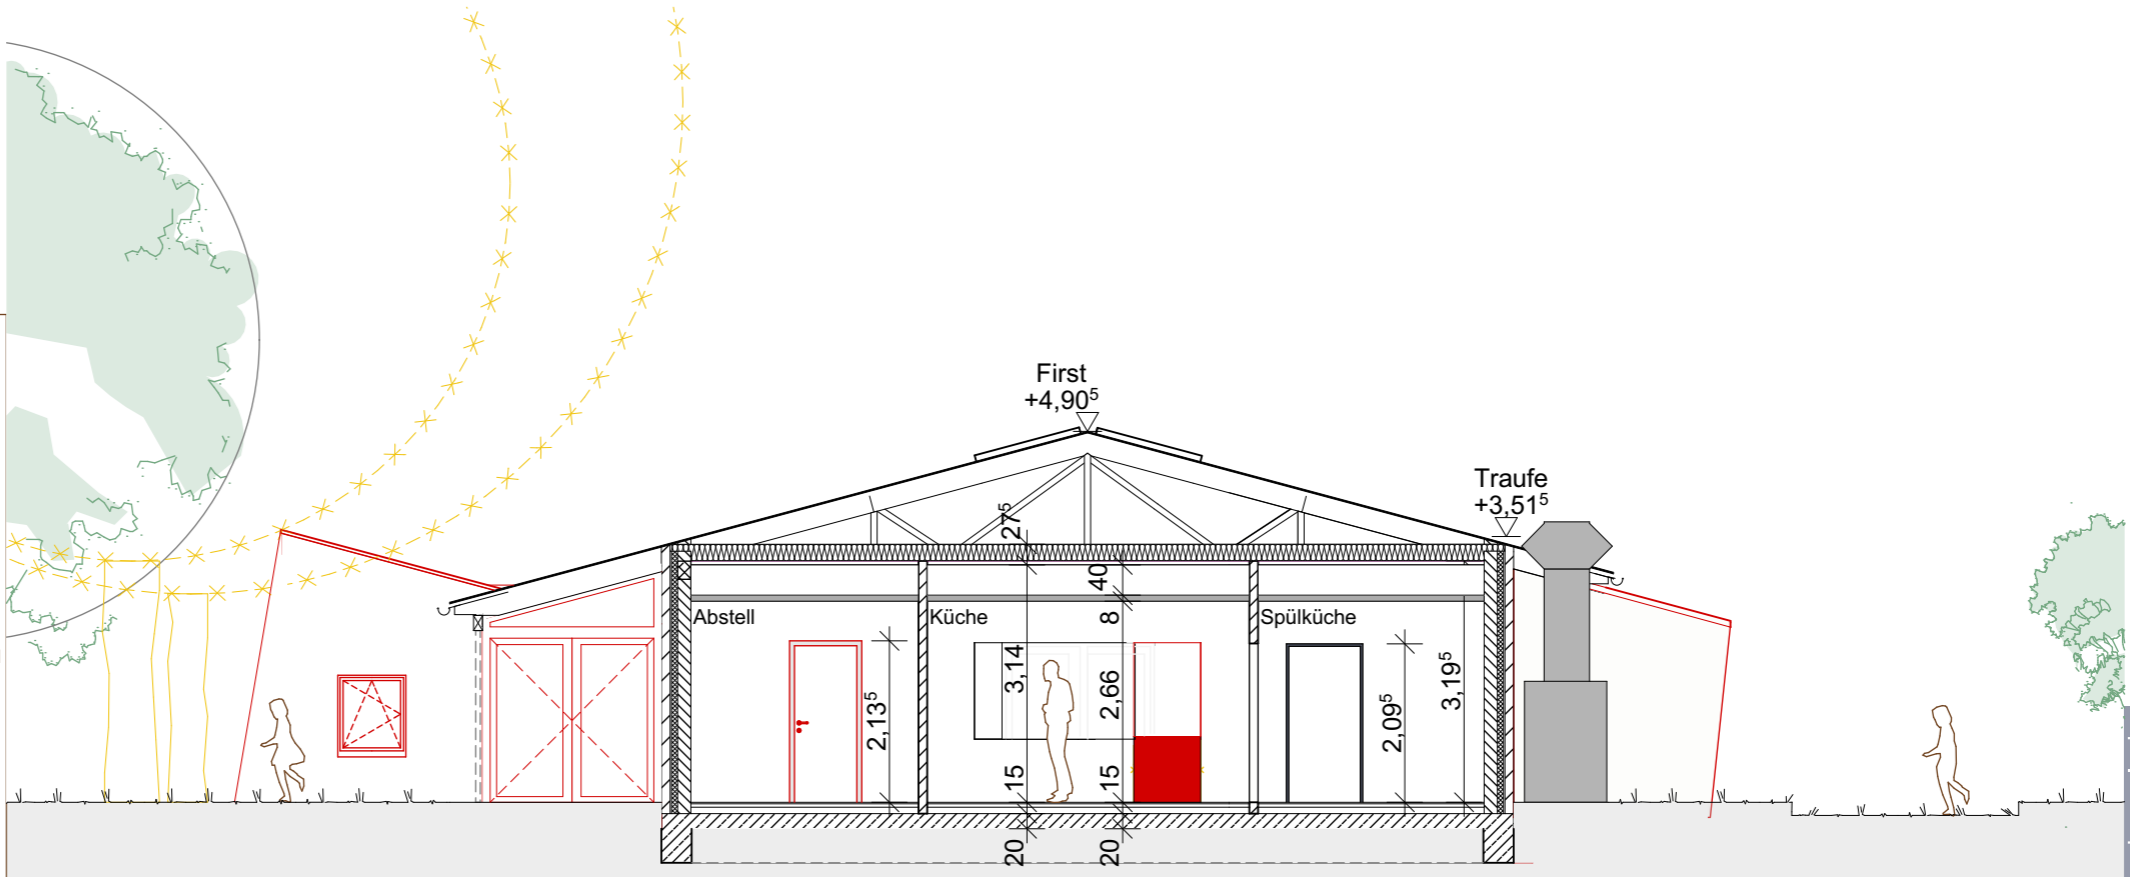 First
+4,90⁵
Traufe
+3,51⁵
27⁵
40
Abstell
Küche
8
Spülküche
3,14
2,66
2,13⁵
2,09⁵
3,19⁵
15
15
20
20